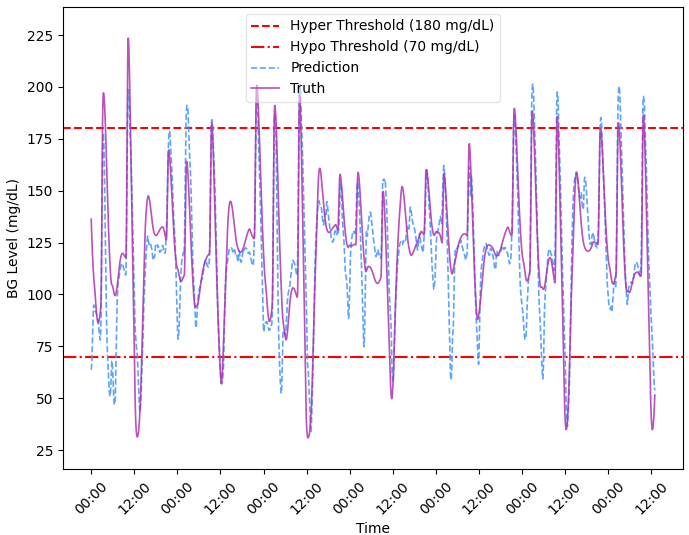 Hyper Threshold (180 mg/dL)
Hypo Threshold (70 mg/dL)
Prediction
Truth
BG Level (mg/dL)
225
200
175
150
125
100
75
50
25
00:00 12:00 00:00 12:00 00:00 12:00 00:00 12:00 00:00 12:00 00:00 12:00 00:00 12:00
Time